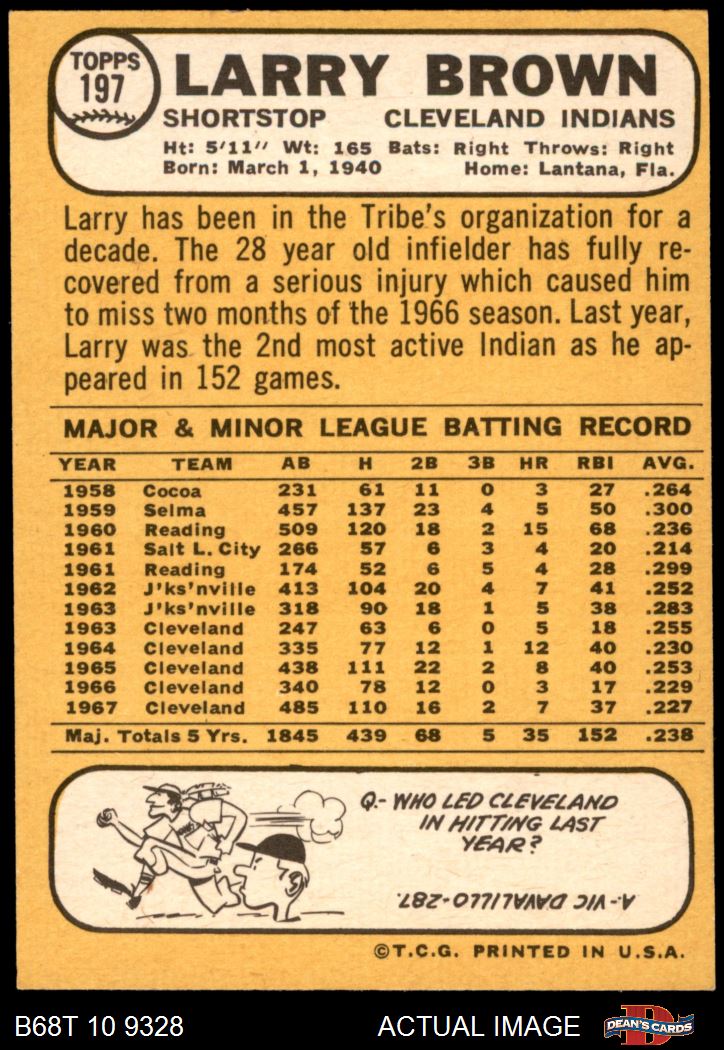 TOPPS
197
LARRY BROWN
SHORTSTOP CLEVELAND INDIANS
Ht: 5'11" Wt: 165 Bats: Right Throws: Right
Born: March 1, 1940 Home: Lantana, Fla.
Larry has been in the Tribe's organization for a
decade. The 28 year old infielder has fully re-
covered from a serious injury which caused him
to miss two months of the 1966 season. Last year,
Larry was the 2nd most active Indian as he ap-
peared in 152 games.
MAJOR & MINOR LEAGUE BATTING RECORD
YEAR TEAM AB H 2B 3B HR RBI AVG.
1958 Cocoa 231 61 11 0 3 27 .264
1959 Selma 457 137 23 4 5 50 .300
1960 Reading 509 120 18 2 15 68 .236
1961 Salt L. City 266 57 6 3 4 20 .214
1961 Reading 174 52 6 5 4 28 .299
1962 J'ks'nville 413 104 20 4 7 41 .252
1963 J'ks'nville 318 90 18 1 5 38 .283
1963 Cleveland 247 63 6 0 5 18 .255
1964 Cleveland 335 77 12 1 12 40 .230
1965 Cleveland 438 111 22 2 8 40 .253
1966 Cleveland 340 78 12 0 3 17 .229
1967 Cleveland 485 110 16 2 7 37 .227
Maj. Totals 5 Yrs. 1845 439 68 5 35 152 .238
Q.- WHO LED CLEVELAND
IN HITTING LAST
YEAR?
A.-VIC DAVALILLO-287.
©T.C.G. PRINTED IN U.S.A.
B68T 10 9328 ACTUAL IMAGE D DEAN'S CARDS